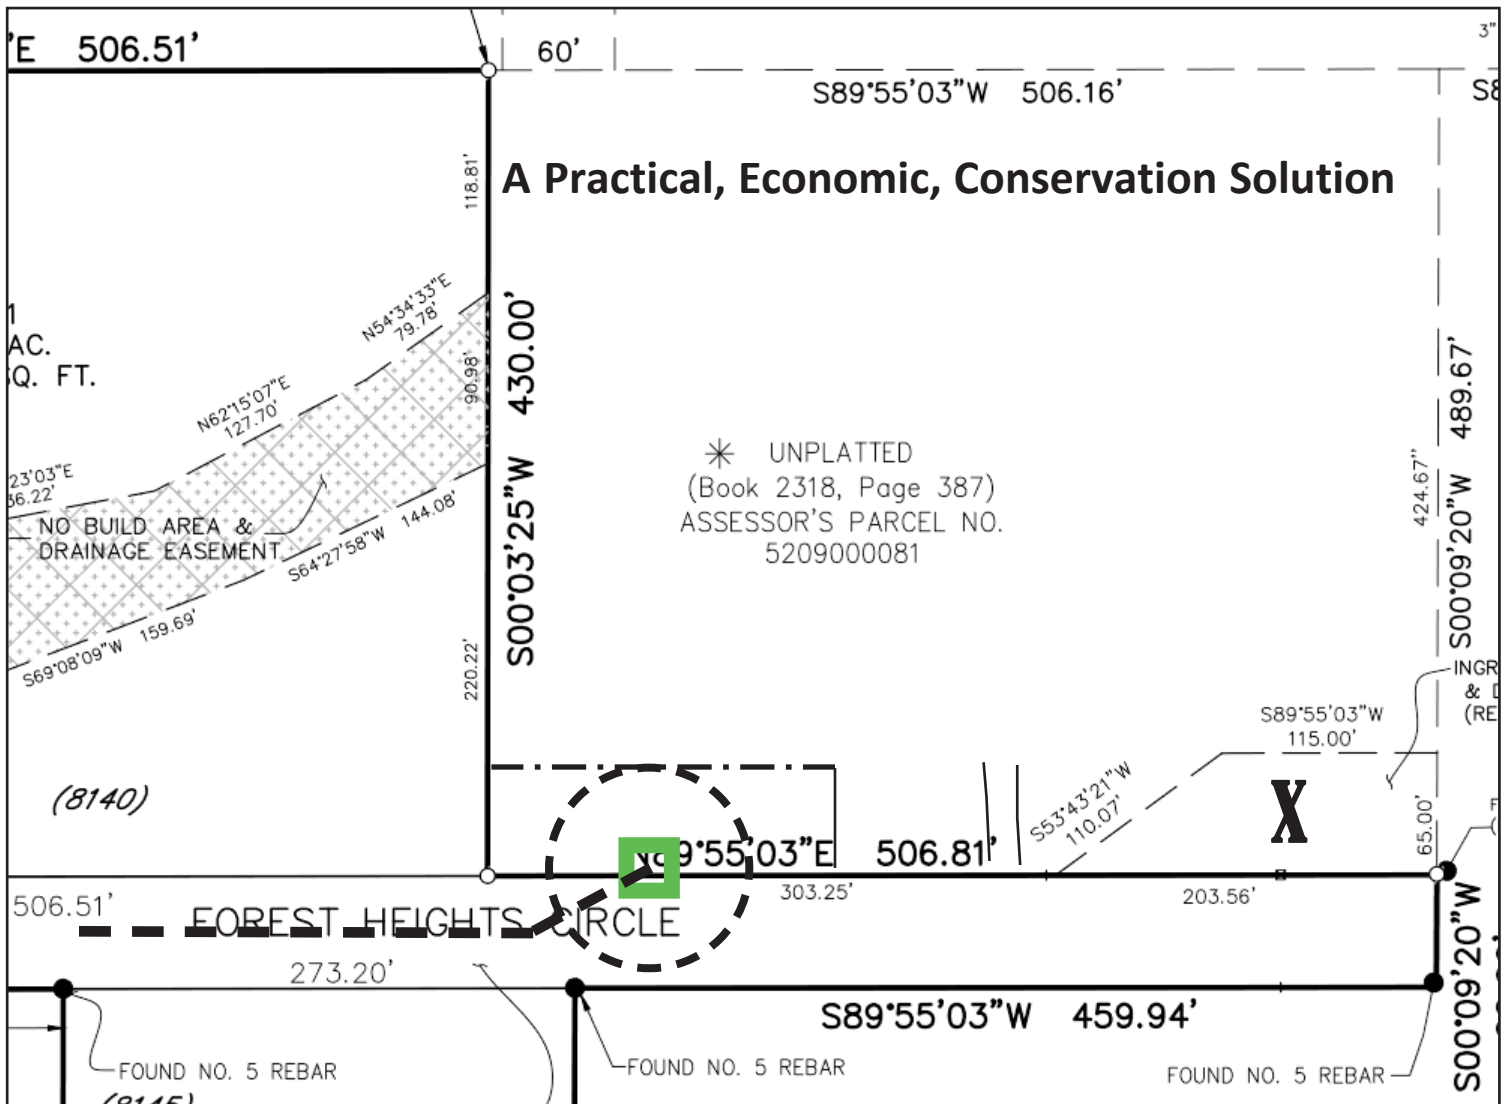 'E 506.51'
60'
3"
S89°55'03"W 506.16'
118.81'
A Practical, Economic, Conservation Solution
N54°34'33"E
79.78'
430.00'
S00°03'25"W
90.98'
1
AC.
Q. FT.
N62°15'07"E
127.70'
489.67'
S00°09'20"W
424.67"
✳ UNPLATTED
(Book 2318, Page 387)
ASSESSOR'S PARCEL NO.
5209000081
23'03"E
36.22'
NO BUILD AREA &
DRAINAGE EASEMENT
S64°27'58"W 144.08'
S69°08'09"W 159.69'
220.22'
INGR
&
(RE
S89°55'03"W
115.00'
S53°43'21"W
110.07'
X
65.00'
(8140)
N89°55'03"E 506.81'
303.25'
203.56'
506.51'
FOREST HEIGHTS CIRCLE
273.20'
S89°55'03"W 459.94'
S00°09'20"W
FOUND NO. 5 REBAR
FOUND NO. 5 REBAR
FOUND NO. 5 REBAR
(8145)